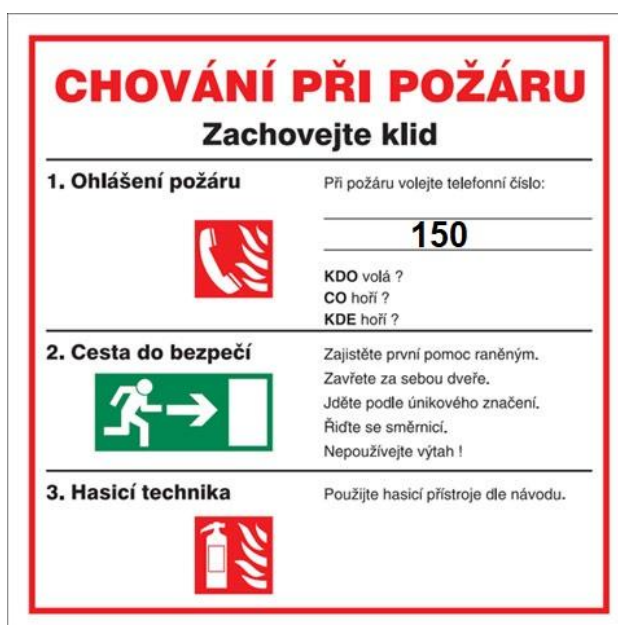 CHOVÁNÍ PŘI POŽÁRU
Zachovejte klid
1. Ohlášení požáru
Při požáru volejte telefonní číslo:
150
KDO volá ?
CO hoří ?
KDE hoří ?
2. Cesta do bezpečí
Zajistěte první pomoc raněným.
Zavřete za sebou dveře.
Jděte podle únikového značení.
Řiďte se směrnicí.
Nepoužívejte výtah !
3. Hasicí technika
Použijte hasicí přístroje dle návodu.